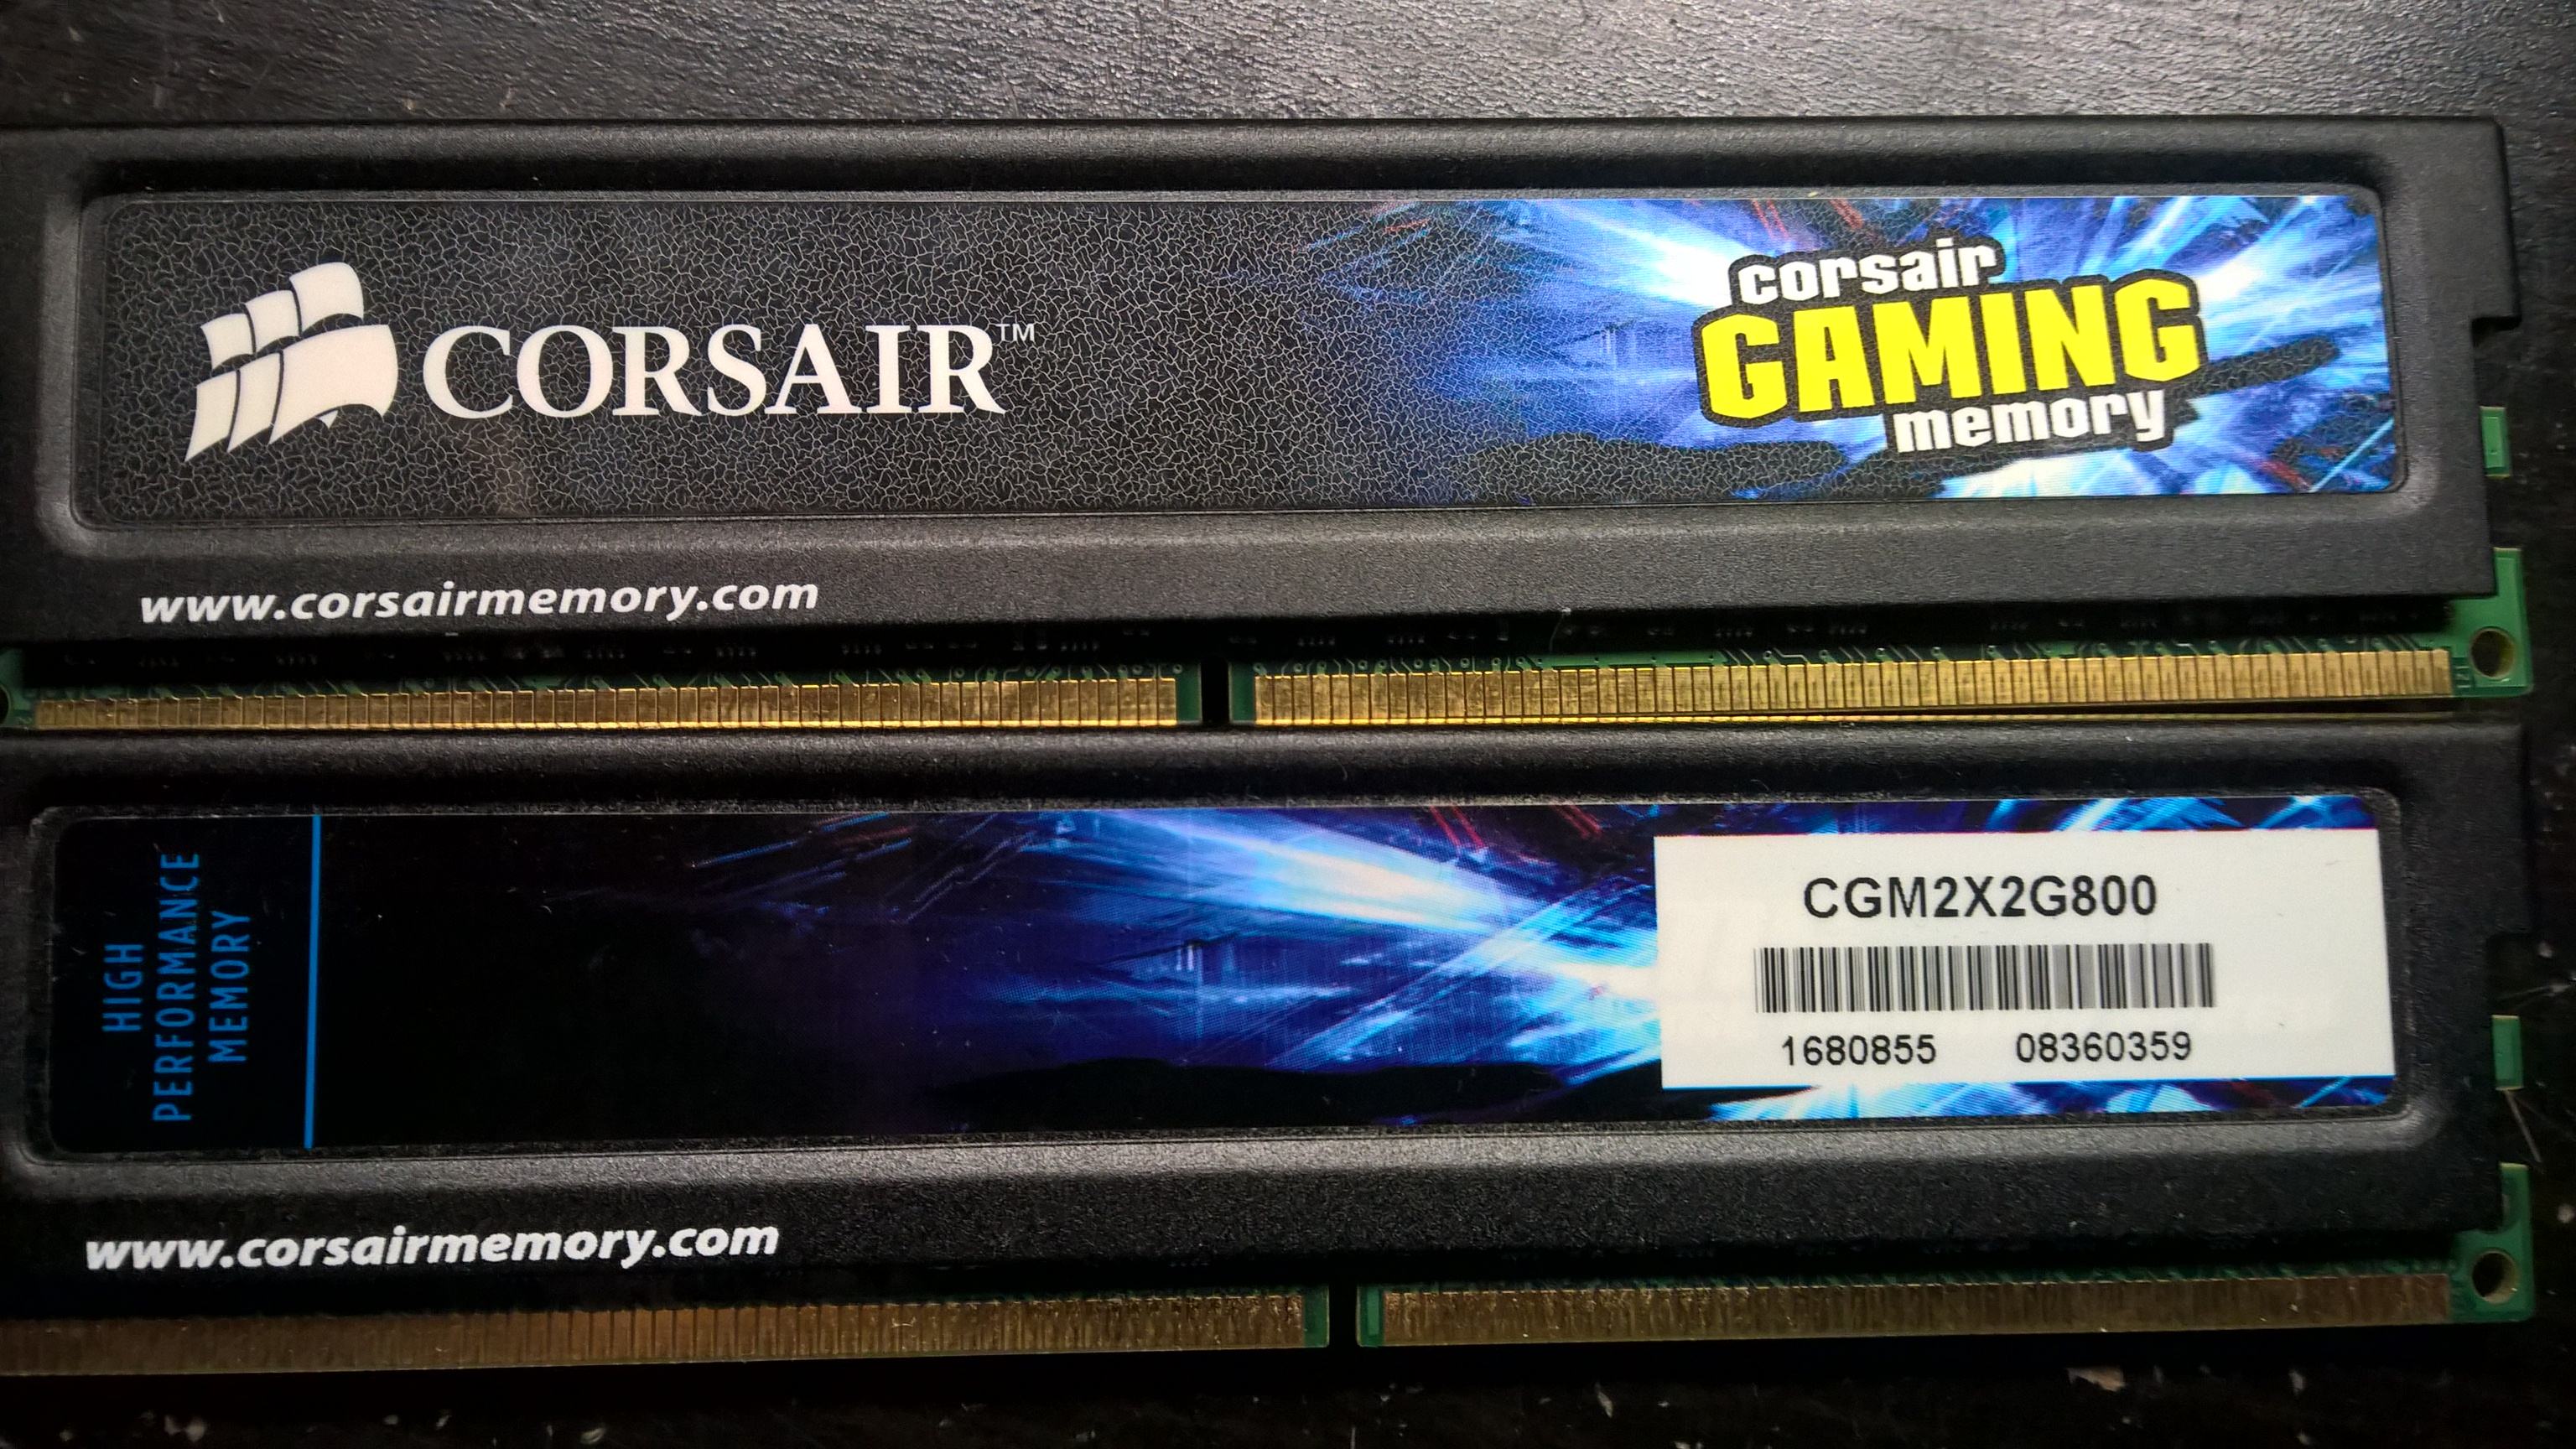 CORSAIR™
corsair
GAMING
memory
www.corsairmemory.com
HIGH
PERFORMANCE
MEMORY
CGM2X2G800
1680855 08360359
www.corsairmemory.com